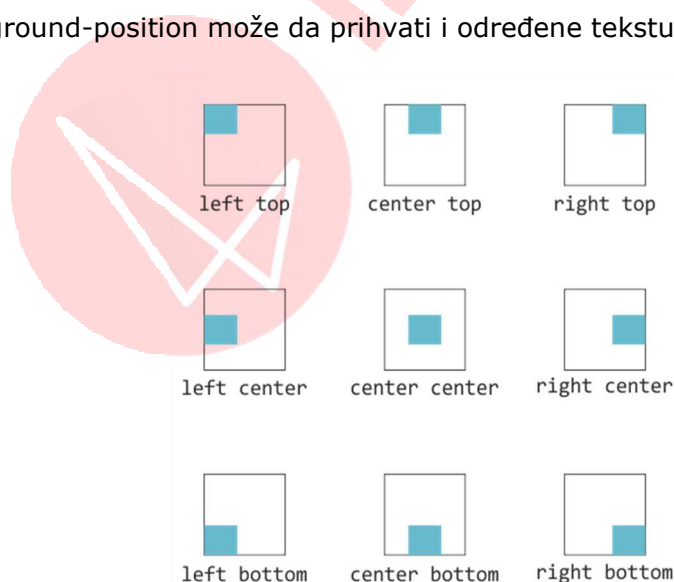 ground-position može da prihvati i određene tekstu
left top center top right top
left center center center right center
left bottom center bottom right bottom